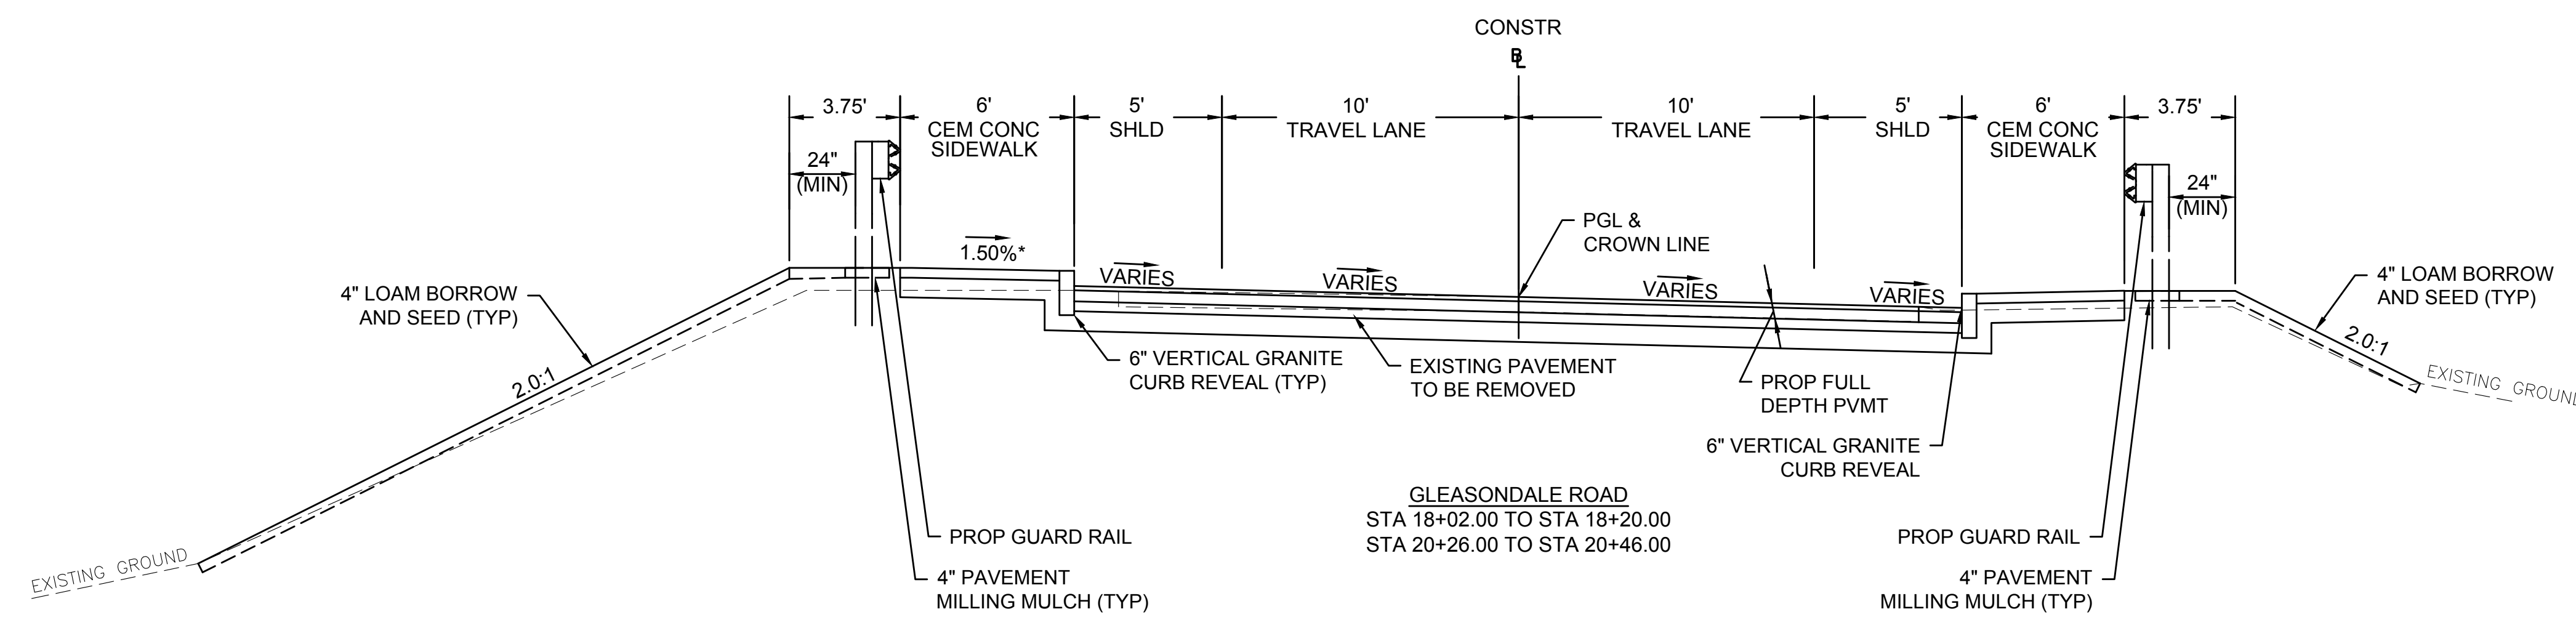 CONSTR
B
L
3.75'
6'
CEM CONC
SIDEWALK
5'
SHLD
10'
TRAVEL LANE
10'
TRAVEL LANE
5'
SHLD
6'
CEM CONC
SIDEWALK
3.75'
24"
(MIN)
24"
(MIN)
PGL &
CROWN LINE
1.50%*
VARIES
VARIES
VARIES
VARIES
4" LOAM BORROW
AND SEED (TYP)
4" LOAM BORROW
AND SEED (TYP)
2.0:1
2.0:1
6" VERTICAL GRANITE
CURB REVEAL (TYP)
EXISTING PAVEMENT
TO BE REMOVED
PROP FULL
DEPTH PVMT
EXISTING GROUND
6" VERTICAL GRANITE
CURB REVEAL
GLEASONDALE ROAD
STA 18+02.00 TO STA 18+20.00
STA 20+26.00 TO STA 20+46.00
PROP GUARD RAIL
PROP GUARD RAIL
EXISTING GROUND
4" PAVEMENT
MILLING MULCH (TYP)
4" PAVEMENT
MILLING MULCH (TYP)